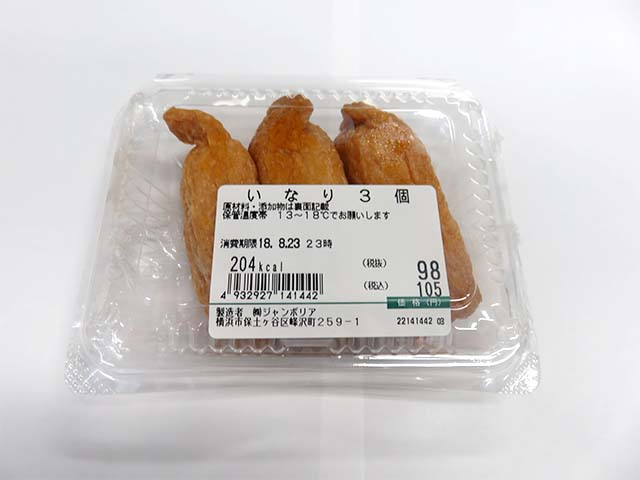 いなり3個
原材料・添加物は裏面記載
保管温度帯 13~18℃でお願いします
消費期限18.8.23 23時
204kcal
(税抜) 98
(税込) 105
価格(円)
4 932927 141442
製造者 ㈱ジャンボリア
横浜市保土ヶ谷区峰沢町259-1
22141442 03